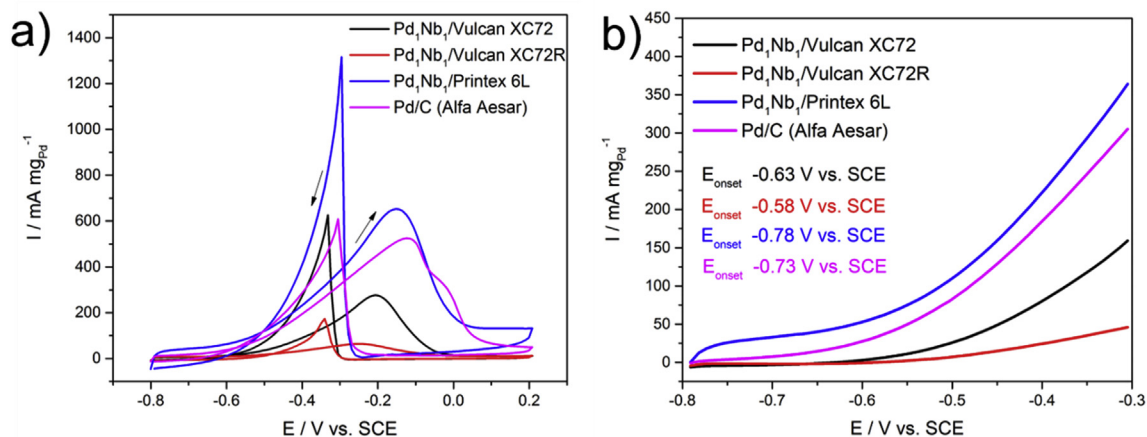 a)
Pd₁Nb₁/Vulcan XC72
Pd₁Nb₁/Vulcan XC72R
Pd₁Nb₁/Printex 6L
Pd/C (Alfa Aesar)
I / mA mg_Pd⁻¹
1400
1200
1000
800
600
400
200
0
-0.8
-0.6
-0.4
-0.2
0.0
0.2
E / V vs. SCE
b)
Pd₁Nb₁/Vulcan XC72
Pd₁Nb₁/Vulcan XC72R
Pd₁Nb₁/Printex 6L
Pd/C (Alfa Aesar)
E_onset -0.63 V vs. SCE
E_onset -0.58 V vs. SCE
E_onset -0.78 V vs. SCE
E_onset -0.73 V vs. SCE
I / mA mg_Pd⁻¹
450
400
350
300
250
200
150
100
50
0
-0.8
-0.7
-0.6
-0.5
-0.4
-0.3
E / V vs. SCE